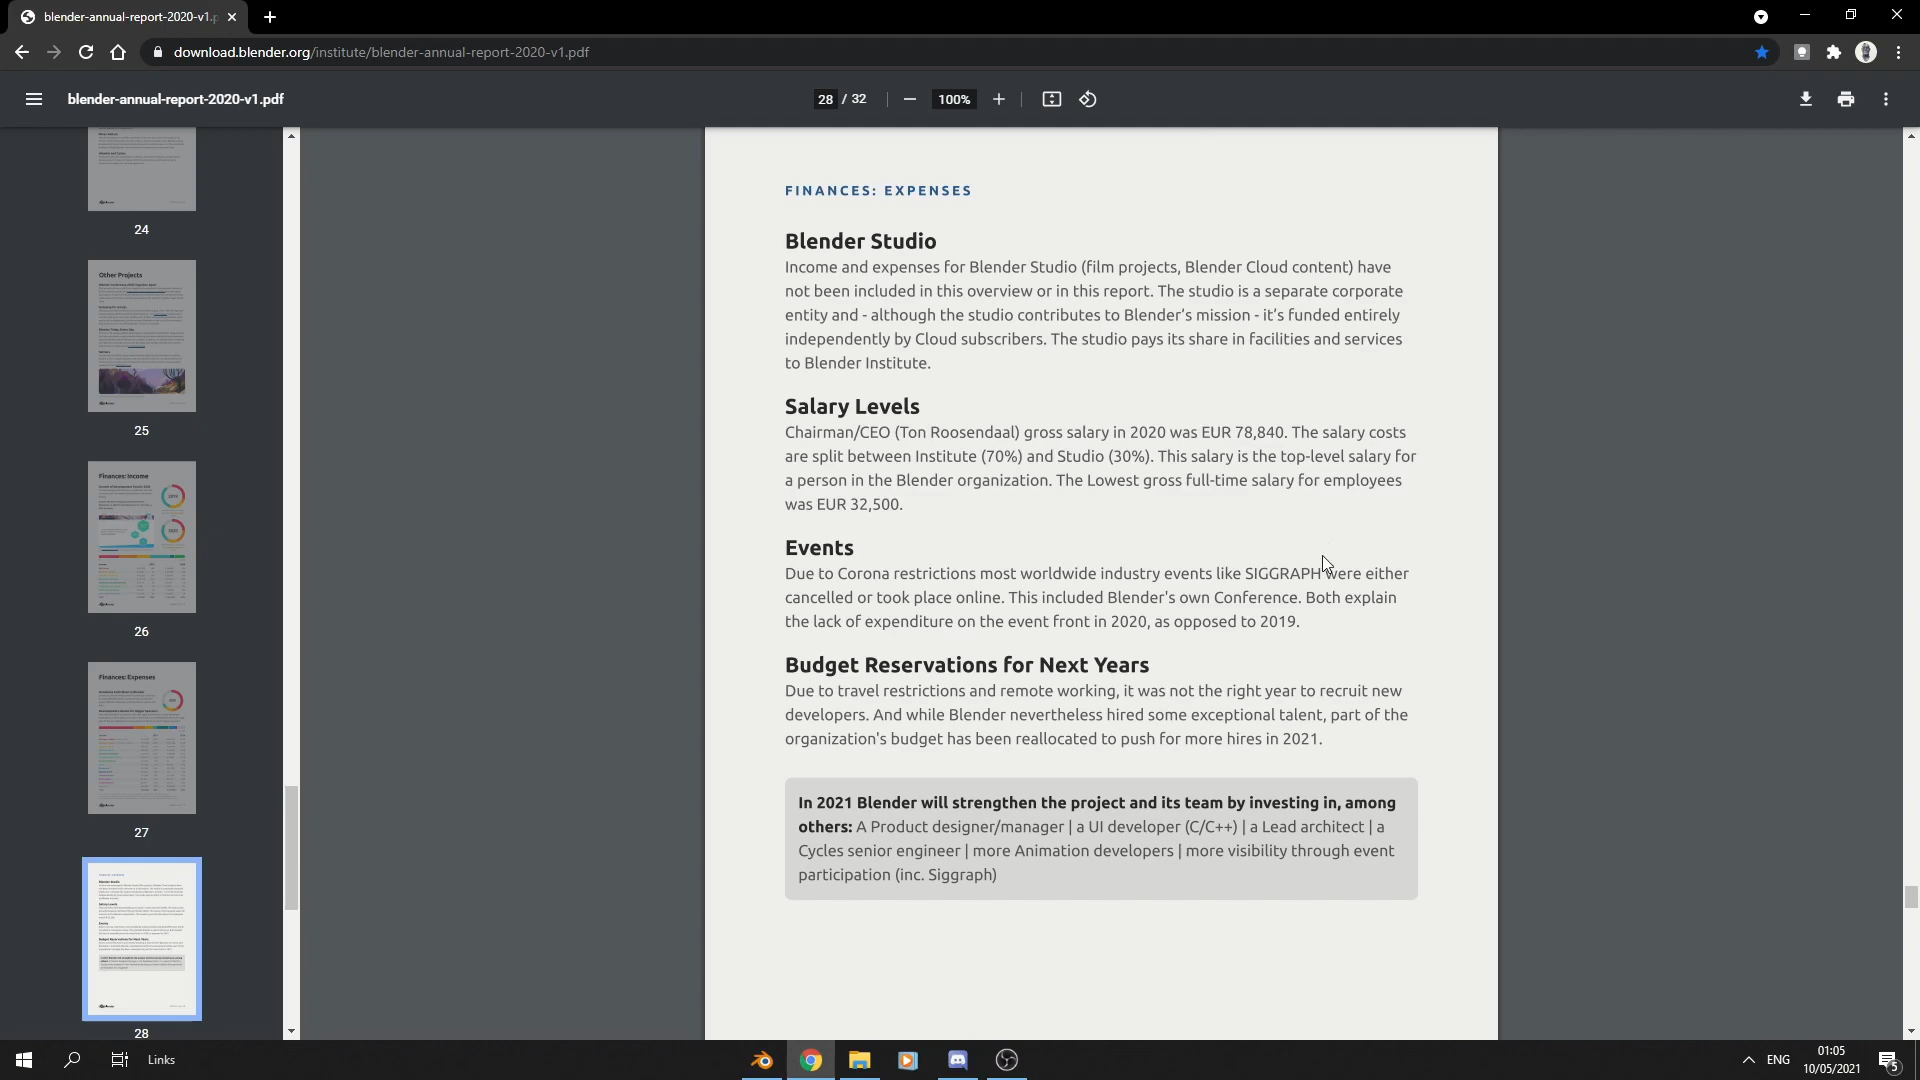 blender-annual-report-2020-v1.p
download.blender.org/institute/blender-annual-report-2020-v1.pdf
blender-annual-report-2020-v1.pdf
28 / 32
100%
24
Other Projects
25
Finances: Income
26
Finances: Expenses
27
28
FINANCES: EXPENSES
Blender Studio
Income and expenses for Blender Studio (film projects, Blender Cloud content) have
not been included in this overview or in this report. The studio is a separate corporate
entity and - although the studio contributes to Blender's mission - it's funded entirely
independently by Cloud subscribers. The studio pays its share in facilities and services
to Blender Institute.
Salary Levels
Chairman/CEO (Ton Roosendaal) gross salary in 2020 was EUR 78,840. The salary costs
are split between Institute (70%) and Studio (30%). This salary is the top-level salary for
a person in the Blender organization. The Lowest gross full-time salary for employees
was EUR 32,500.
Events
Due to Corona restrictions most worldwide industry events like SIGGRAPH were either
cancelled or took place online. This included Blender's own Conference. Both explain
the lack of expenditure on the event front in 2020, as opposed to 2019.
Budget Reservations for Next Years
Due to travel restrictions and remote working, it was not the right year to recruit new
developers. And while Blender nevertheless hired some exceptional talent, part of the
organization's budget has been reallocated to push for more hires in 2021.
In 2021 Blender will strengthen the project and its team by investing in, among
others: A Product designer/manager | a UI developer (C/C++) | a Lead architect | a
Cycles senior engineer | more Animation developers | more visibility through event
participation (inc. Siggraph)
Links
ENG
01:05
10/05/2021
5